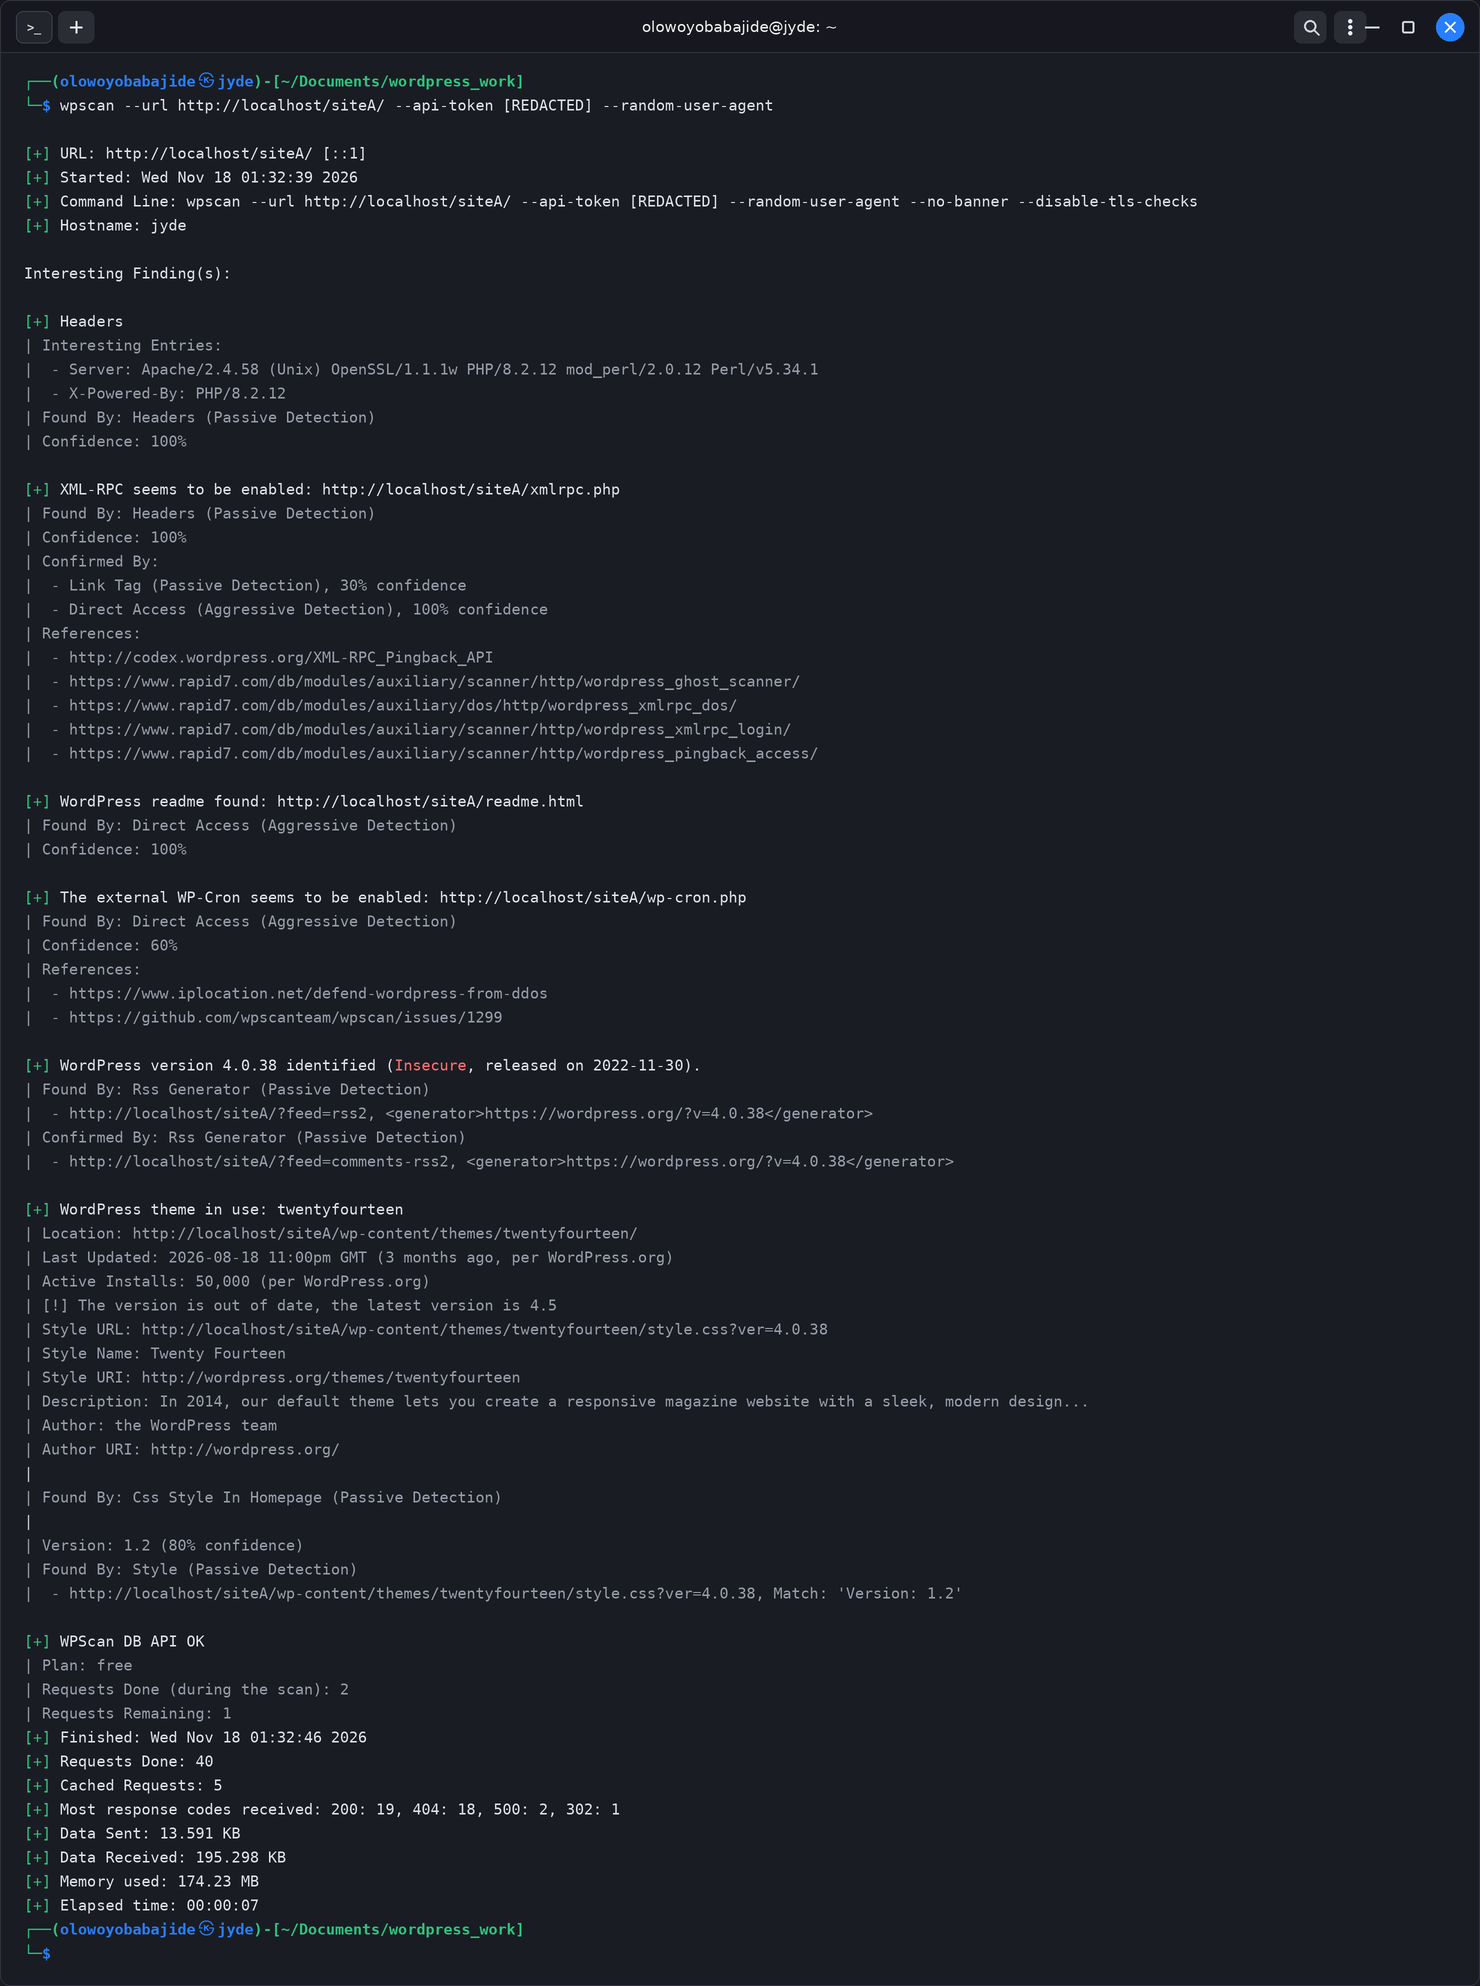 >_ + olowoyobabajide@jyde: ~
┌──(olowoyobabajide㉿jyde)-[~/Documents/wordpress_work]
└─$ wpscan --url http://localhost/siteA/ --api-token [REDACTED] --random-user-agent
[+] URL: http://localhost/siteA/ [::1]
[+] Started: Wed Nov 18 01:32:39 2026
[+] Command Line: wpscan --url http://localhost/siteA/ --api-token [REDACTED] --random-user-agent --no-banner --disable-tls-checks
[+] Hostname: jyde
Interesting Finding(s):
[+] Headers
| Interesting Entries:
|  - Server: Apache/2.4.58 (Unix) OpenSSL/1.1.1w PHP/8.2.12 mod_perl/2.0.12 Perl/v5.34.1
|  - X-Powered-By: PHP/8.2.12
| Found By: Headers (Passive Detection)
| Confidence: 100%
[+] XML-RPC seems to be enabled: http://localhost/siteA/xmlrpc.php
| Found By: Headers (Passive Detection)
| Confidence: 100%
| Confirmed By:
|  - Link Tag (Passive Detection), 30% confidence
|  - Direct Access (Aggressive Detection), 100% confidence
| References:
|  - http://codex.wordpress.org/XML-RPC_Pingback_API
|  - https://www.rapid7.com/db/modules/auxiliary/scanner/http/wordpress_ghost_scanner/
|  - https://www.rapid7.com/db/modules/auxiliary/dos/http/wordpress_xmlrpc_dos/
|  - https://www.rapid7.com/db/modules/auxiliary/scanner/http/wordpress_xmlrpc_login/
|  - https://www.rapid7.com/db/modules/auxiliary/scanner/http/wordpress_pingback_access/
[+] WordPress readme found: http://localhost/siteA/readme.html
| Found By: Direct Access (Aggressive Detection)
| Confidence: 100%
[+] The external WP-Cron seems to be enabled: http://localhost/siteA/wp-cron.php
| Found By: Direct Access (Aggressive Detection)
| Confidence: 60%
| References:
|  - https://www.iplocation.net/defend-wordpress-from-ddos
|  - https://github.com/wpscanteam/wpscan/issues/1299
[+] WordPress version 4.0.38 identified (Insecure, released on 2022-11-30).
| Found By: Rss Generator (Passive Detection)
|  - http://localhost/siteA/?feed=rss2, <generator>https://wordpress.org/?v=4.0.38</generator>
| Confirmed By: Rss Generator (Passive Detection)
|  - http://localhost/siteA/?feed=comments-rss2, <generator>https://wordpress.org/?v=4.0.38</generator>
[+] WordPress theme in use: twentyfourteen
| Location: http://localhost/siteA/wp-content/themes/twentyfourteen/
| Last Updated: 2026-08-18 11:00pm GMT (3 months ago, per WordPress.org)
| Active Installs: 50,000 (per WordPress.org)
| [!] The version is out of date, the latest version is 4.5
| Style URL: http://localhost/siteA/wp-content/themes/twentyfourteen/style.css?ver=4.0.38
| Style Name: Twenty Fourteen
| Style URI: http://wordpress.org/themes/twentyfourteen
| Description: In 2014, our default theme lets you create a responsive magazine website with a sleek, modern design...
| Author: the WordPress team
| Author URI: http://wordpress.org/
|
| Found By: Css Style In Homepage (Passive Detection)
|
| Version: 1.2 (80% confidence)
| Found By: Style (Passive Detection)
|  - http://localhost/siteA/wp-content/themes/twentyfourteen/style.css?ver=4.0.38, Match: 'Version: 1.2'
[+] WPScan DB API OK
| Plan: free
| Requests Done (during the scan): 2
| Requests Remaining: 1
[+] Finished: Wed Nov 18 01:32:46 2026
[+] Requests Done: 40
[+] Cached Requests: 5
[+] Most response codes received: 200: 19, 404: 18, 500: 2, 302: 1
[+] Data Sent: 13.591 KB
[+] Data Received: 195.298 KB
[+] Memory used: 174.23 MB
[+] Elapsed time: 00:00:07
┌──(olowoyobabajide㉿jyde)-[~/Documents/wordpress_work]
└─$